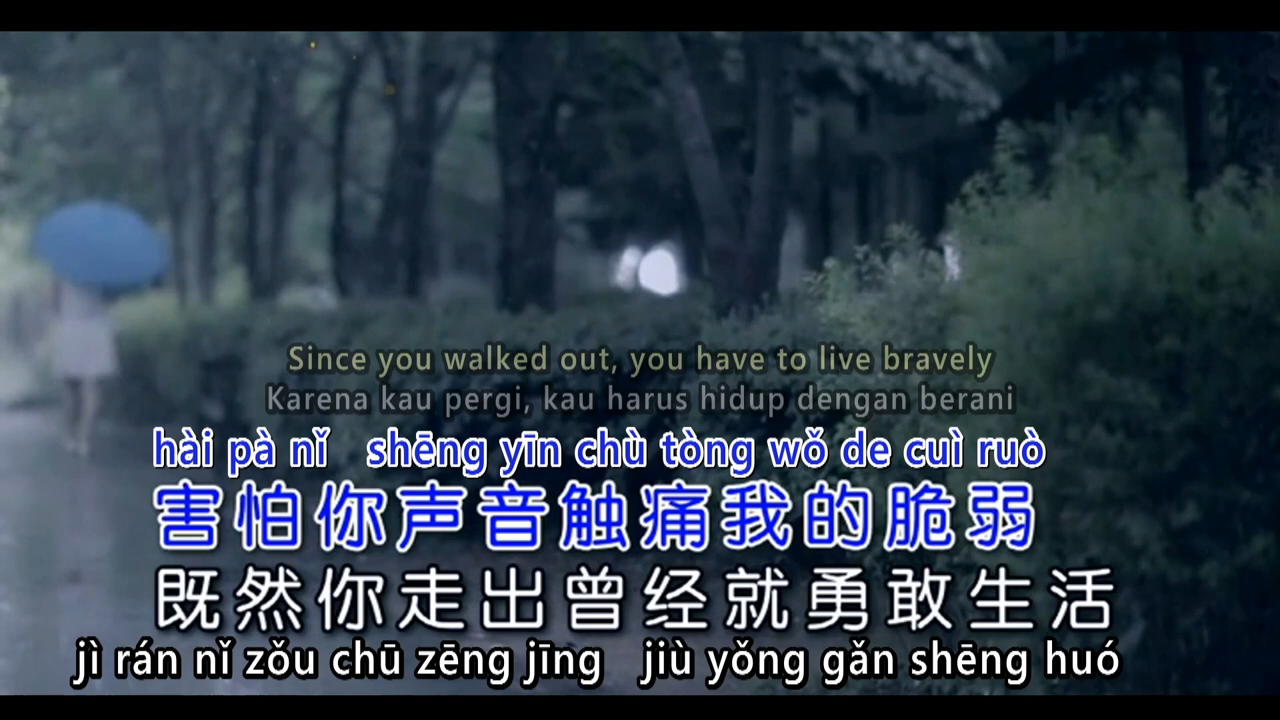 Since you walked out, you have to live bravely
Karena kau pergi, kau harus hidup dengan berani
hài pà nǐ shēng yīn chù tòng wǒ de cuì ruò
害怕你声音触痛我的脆弱
既然你走出曾经就勇敢生活
jì rán nǐ zǒu chū zēng jīng jiù yǒng gǎn shēng huó